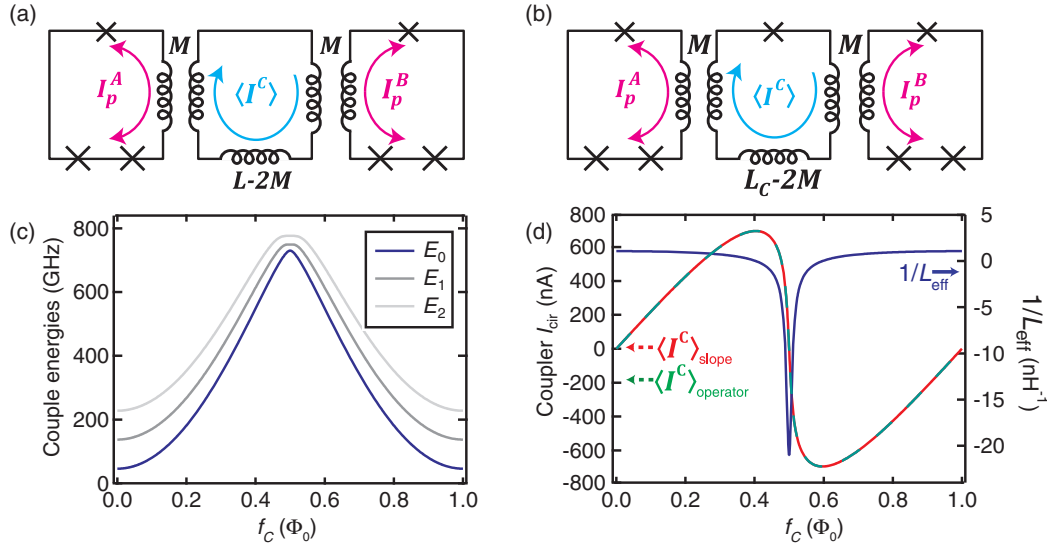 (a)
M
M
I_p^A
⟨I^C⟩
I_p^B
L-2M
(b)
M
M
I_p^A
⟨I^C⟩
I_p^B
L_C-2M
(c)
Couple energies (GHz)
800
600
400
200
0
E_0
E_1
E_2
0.0 0.2 0.4 0.6 0.8 1.0
f_C (Φ_0)
(d)
Coupler I_cir (nA)
800
600
400
200
0
-200
400
600
-800
1/L_eff
⟨I^C⟩_slope
⟨I^C⟩_operator
5
0
-5
-10
-15
-20
1/L_eff (nH^-1)
0.0 0.2 0.4 0.6 0.8 1.0
f_C (Φ_0)